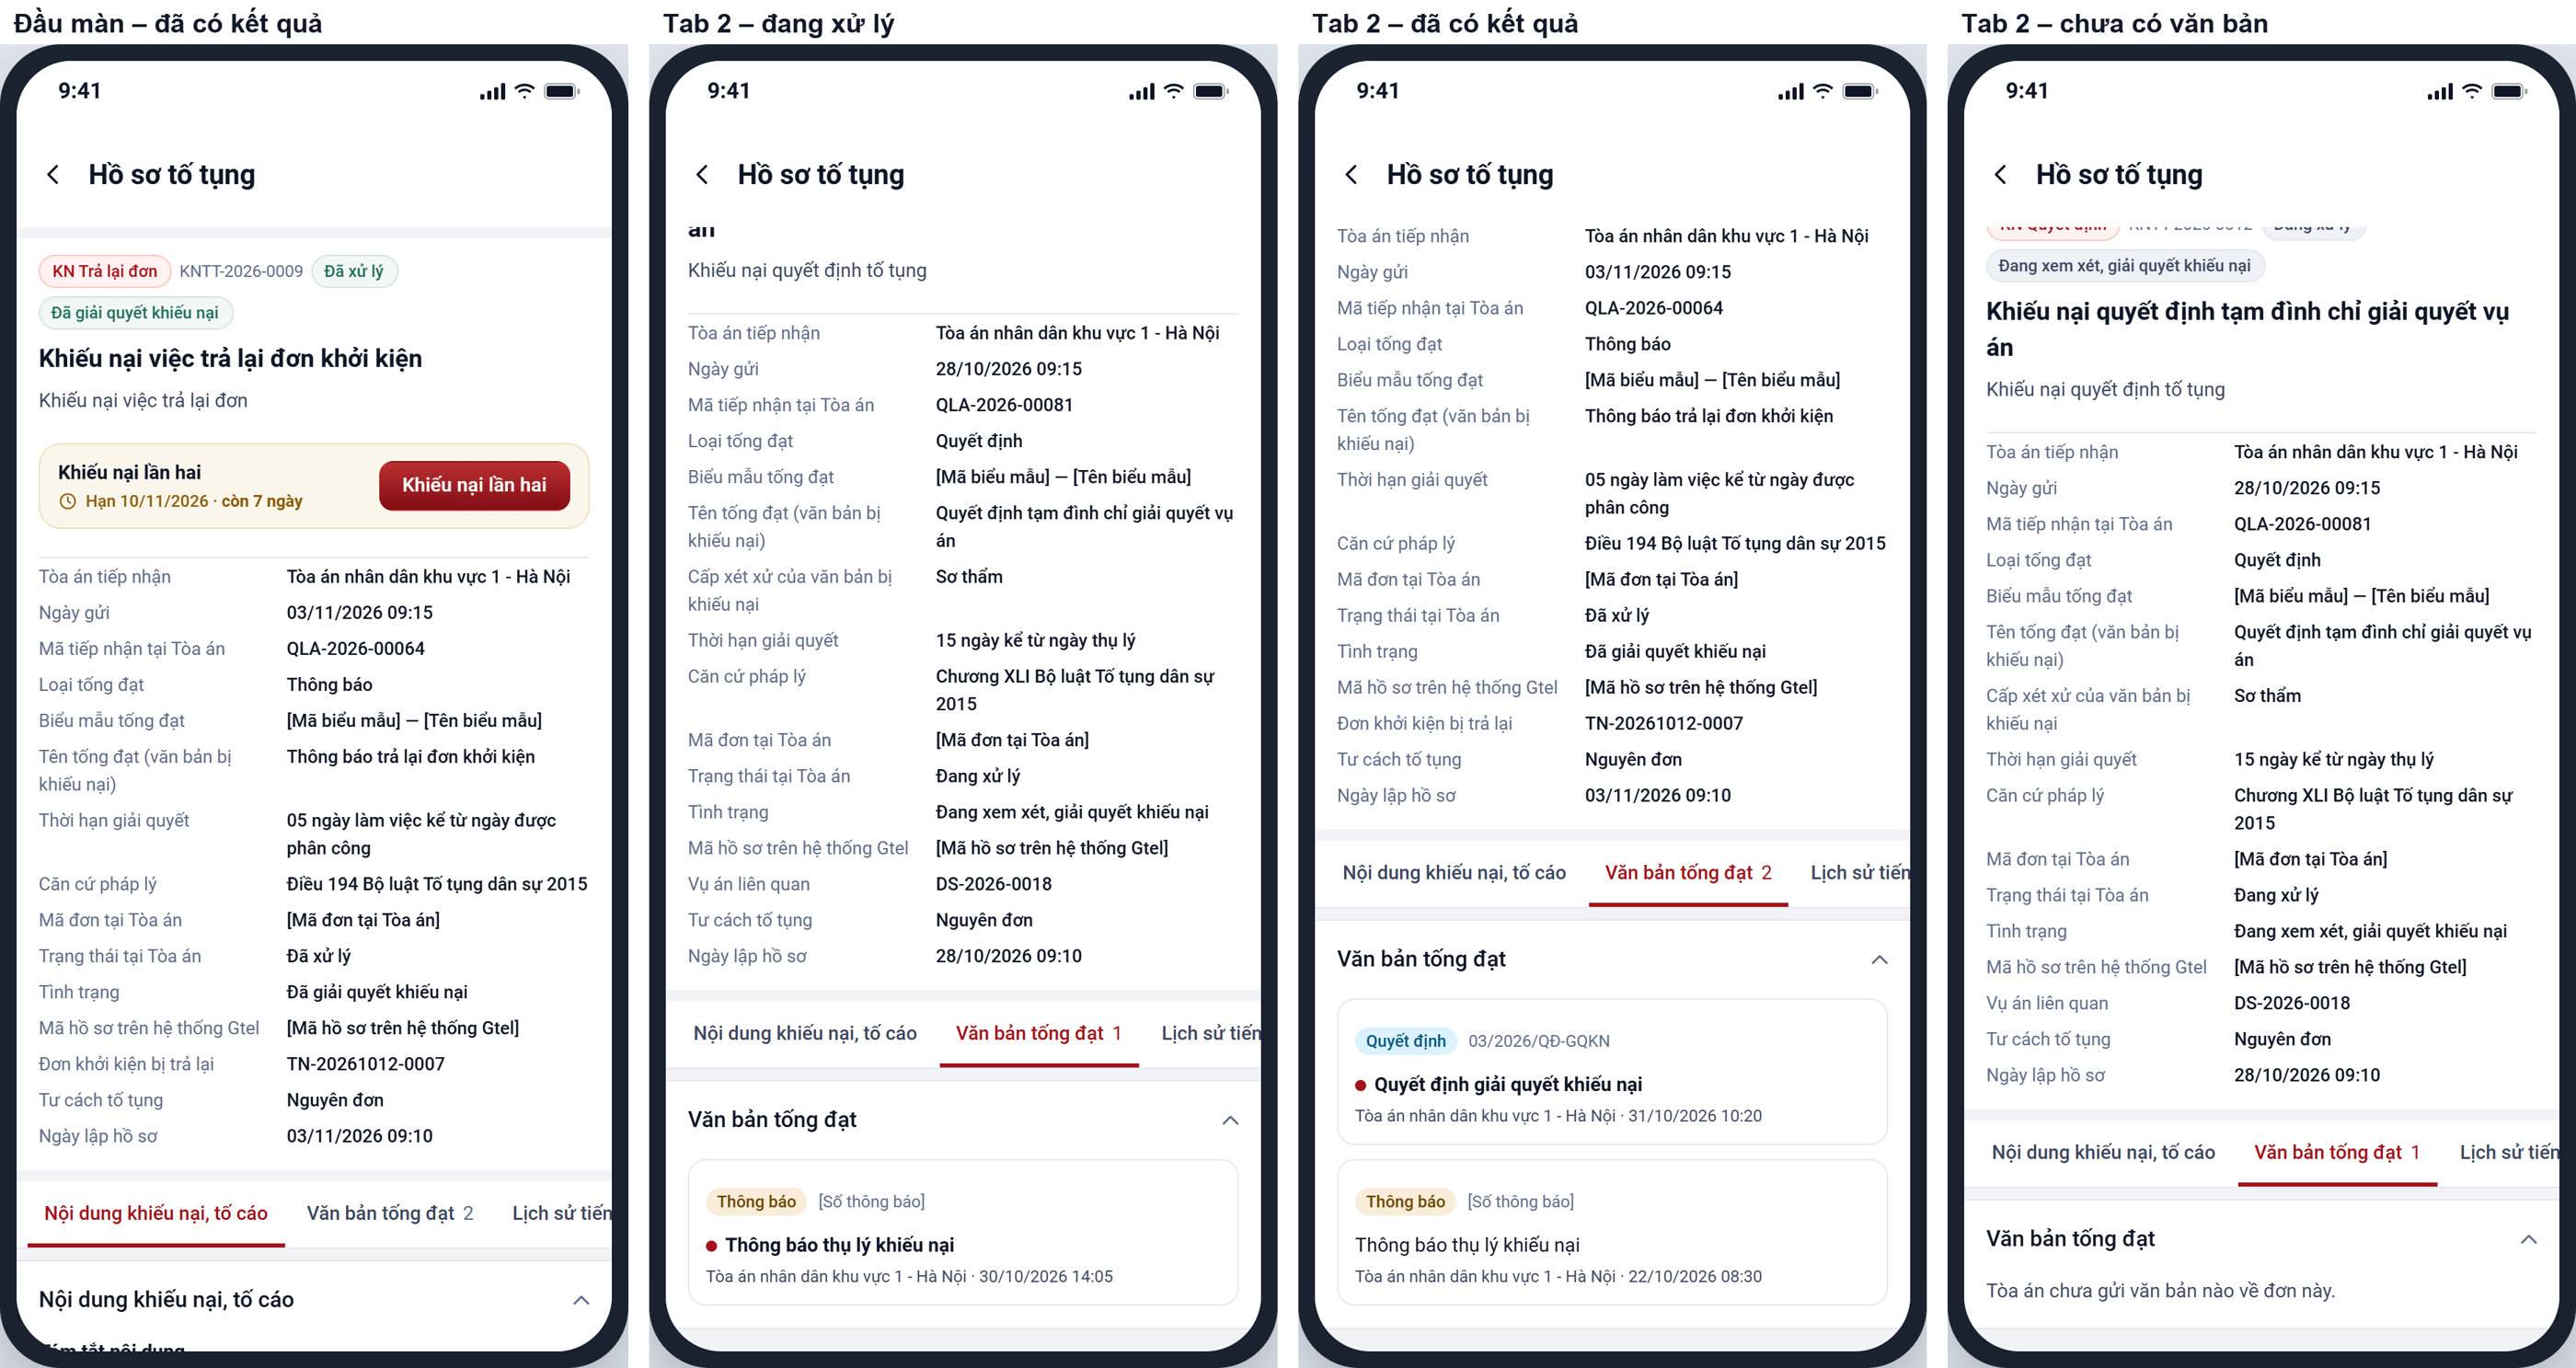 Đầu màn – đã có kết quả
9:41
Hồ sơ tố tụng
KN Trả lại đơn KNTT-2026-0009 Đã xử lý
Đã giải quyết khiếu nại
Khiếu nại việc trả lại đơn khởi kiện
Khiếu nại việc trả lại đơn
Khiếu nại lần hai
Hạn 10/11/2026 · còn 7 ngày
Khiếu nại lần hai
Tòa án tiếp nhận Tòa án nhân dân khu vực 1 - Hà Nội
Ngày gửi 03/11/2026 09:15
Mã tiếp nhận tại Tòa án QLA-2026-00064
Loại tống đạt Thông báo
Biểu mẫu tống đạt [Mã biểu mẫu] — [Tên biểu mẫu]
Tên tống đạt (văn bản bị Thông báo trả lại đơn khởi kiện
khiếu nại)
Thời hạn giải quyết 05 ngày làm việc kể từ ngày được
phân công
Căn cứ pháp lý Điều 194 Bộ luật Tố tụng dân sự 2015
Mã đơn tại Tòa án [Mã đơn tại Tòa án]
Trạng thái tại Tòa án Đã xử lý
Tình trạng Đã giải quyết khiếu nại
Mã hồ sơ trên hệ thống Gtel [Mã hồ sơ trên hệ thống Gtel]
Đơn khởi kiện bị trả lại TN-20261012-0007
Tư cách tố tụng Nguyên đơn
Ngày lập hồ sơ 03/11/2026 09:10
Nội dung khiếu nại, tố cáo Văn bản tống đạt 2 Lịch sử tiến
Nội dung khiếu nại, tố cáo
Tab 2 – đang xử lý
9:41
Hồ sơ tố tụng
án
Khiếu nại quyết định tố tụng
Tòa án tiếp nhận Tòa án nhân dân khu vực 1 - Hà Nội
Ngày gửi 28/10/2026 09:15
Mã tiếp nhận tại Tòa án QLA-2026-00081
Loại tống đạt Quyết định
Biểu mẫu tống đạt [Mã biểu mẫu] — [Tên biểu mẫu]
Tên tống đạt (văn bản bị Quyết định tạm đình chỉ giải quyết vụ
khiếu nại) án
Cấp xét xử của văn bản bị Sơ thẩm
khiếu nại
Thời hạn giải quyết 15 ngày kể từ ngày thụ lý
Căn cứ pháp lý Chương XLI Bộ luật Tố tụng dân sự
2015
Mã đơn tại Tòa án [Mã đơn tại Tòa án]
Trạng thái tại Tòa án Đang xử lý
Tình trạng Đang xem xét, giải quyết khiếu nại
Mã hồ sơ trên hệ thống Gtel [Mã hồ sơ trên hệ thống Gtel]
Vụ án liên quan DS-2026-0018
Tư cách tố tụng Nguyên đơn
Ngày lập hồ sơ 28/10/2026 09:10
Nội dung khiếu nại, tố cáo Văn bản tống đạt 1 Lịch sử tiến
Văn bản tống đạt
Thông báo [Số thông báo]
Thông báo thụ lý khiếu nại
Tòa án nhân dân khu vực 1 - Hà Nội · 30/10/2026 14:05
Tab 2 – đã có kết quả
9:41
Hồ sơ tố tụng
Tòa án tiếp nhận Tòa án nhân dân khu vực 1 - Hà Nội
Ngày gửi 03/11/2026 09:15
Mã tiếp nhận tại Tòa án QLA-2026-00064
Loại tống đạt Thông báo
Biểu mẫu tống đạt [Mã biểu mẫu] — [Tên biểu mẫu]
Tên tống đạt (văn bản bị Thông báo trả lại đơn khởi kiện
khiếu nại)
Thời hạn giải quyết 05 ngày làm việc kể từ ngày được
phân công
Căn cứ pháp lý Điều 194 Bộ luật Tố tụng dân sự 2015
Mã đơn tại Tòa án [Mã đơn tại Tòa án]
Trạng thái tại Tòa án Đã xử lý
Tình trạng Đã giải quyết khiếu nại
Mã hồ sơ trên hệ thống Gtel [Mã hồ sơ trên hệ thống Gtel]
Đơn khởi kiện bị trả lại TN-20261012-0007
Tư cách tố tụng Nguyên đơn
Ngày lập hồ sơ 03/11/2026 09:10
Nội dung khiếu nại, tố cáo Văn bản tống đạt 2 Lịch sử tiến
Văn bản tống đạt
Quyết định 03/2026/QĐ-GQKN
Quyết định giải quyết khiếu nại
Tòa án nhân dân khu vực 1 - Hà Nội · 31/10/2026 10:20
Thông báo [Số thông báo]
Thông báo thụ lý khiếu nại
Tòa án nhân dân khu vực 1 - Hà Nội · 22/10/2026 08:30
Tab 2 – chưa có văn bản
9:41
Hồ sơ tố tụng
Đang xem xét, giải quyết khiếu nại
Khiếu nại quyết định tạm đình chỉ giải quyết vụ
án
Khiếu nại quyết định tố tụng
Tòa án tiếp nhận Tòa án nhân dân khu vực 1 - Hà Nội
Ngày gửi 28/10/2026 09:15
Mã tiếp nhận tại Tòa án QLA-2026-00081
Loại tống đạt Quyết định
Biểu mẫu tống đạt [Mã biểu mẫu] — [Tên biểu mẫu]
Tên tống đạt (văn bản bị Quyết định tạm đình chỉ giải quyết vụ
khiếu nại) án
Cấp xét xử của văn bản bị Sơ thẩm
khiếu nại
Thời hạn giải quyết 15 ngày kể từ ngày thụ lý
Căn cứ pháp lý Chương XLI Bộ luật Tố tụng dân sự
2015
Mã đơn tại Tòa án [Mã đơn tại Tòa án]
Trạng thái tại Tòa án Đang xử lý
Tình trạng Đang xem xét, giải quyết khiếu nại
Mã hồ sơ trên hệ thống Gtel [Mã hồ sơ trên hệ thống Gtel]
Vụ án liên quan DS-2026-0018
Tư cách tố tụng Nguyên đơn
Ngày lập hồ sơ 28/10/2026 09:10
Nội dung khiếu nại, tố cáo Văn bản tống đạt 1 Lịch sử tiến
Văn bản tống đạt
Tòa án chưa gửi văn bản nào về đơn này.